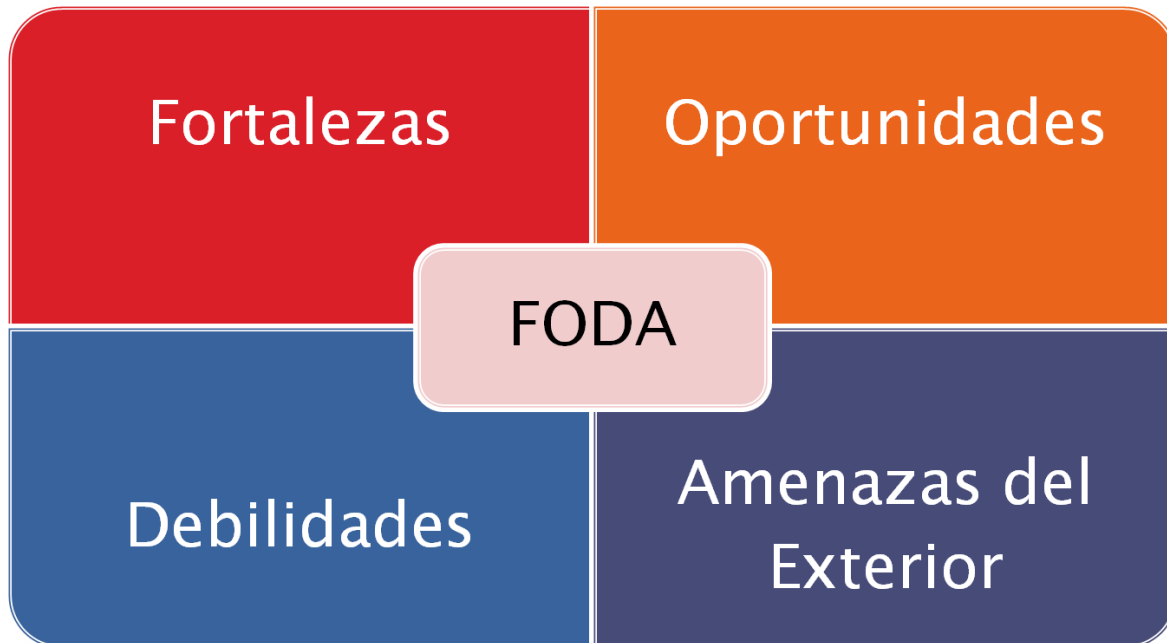 Fortalezas
Oportunidades
FODA
Debilidades
Amenazas del
Exterior